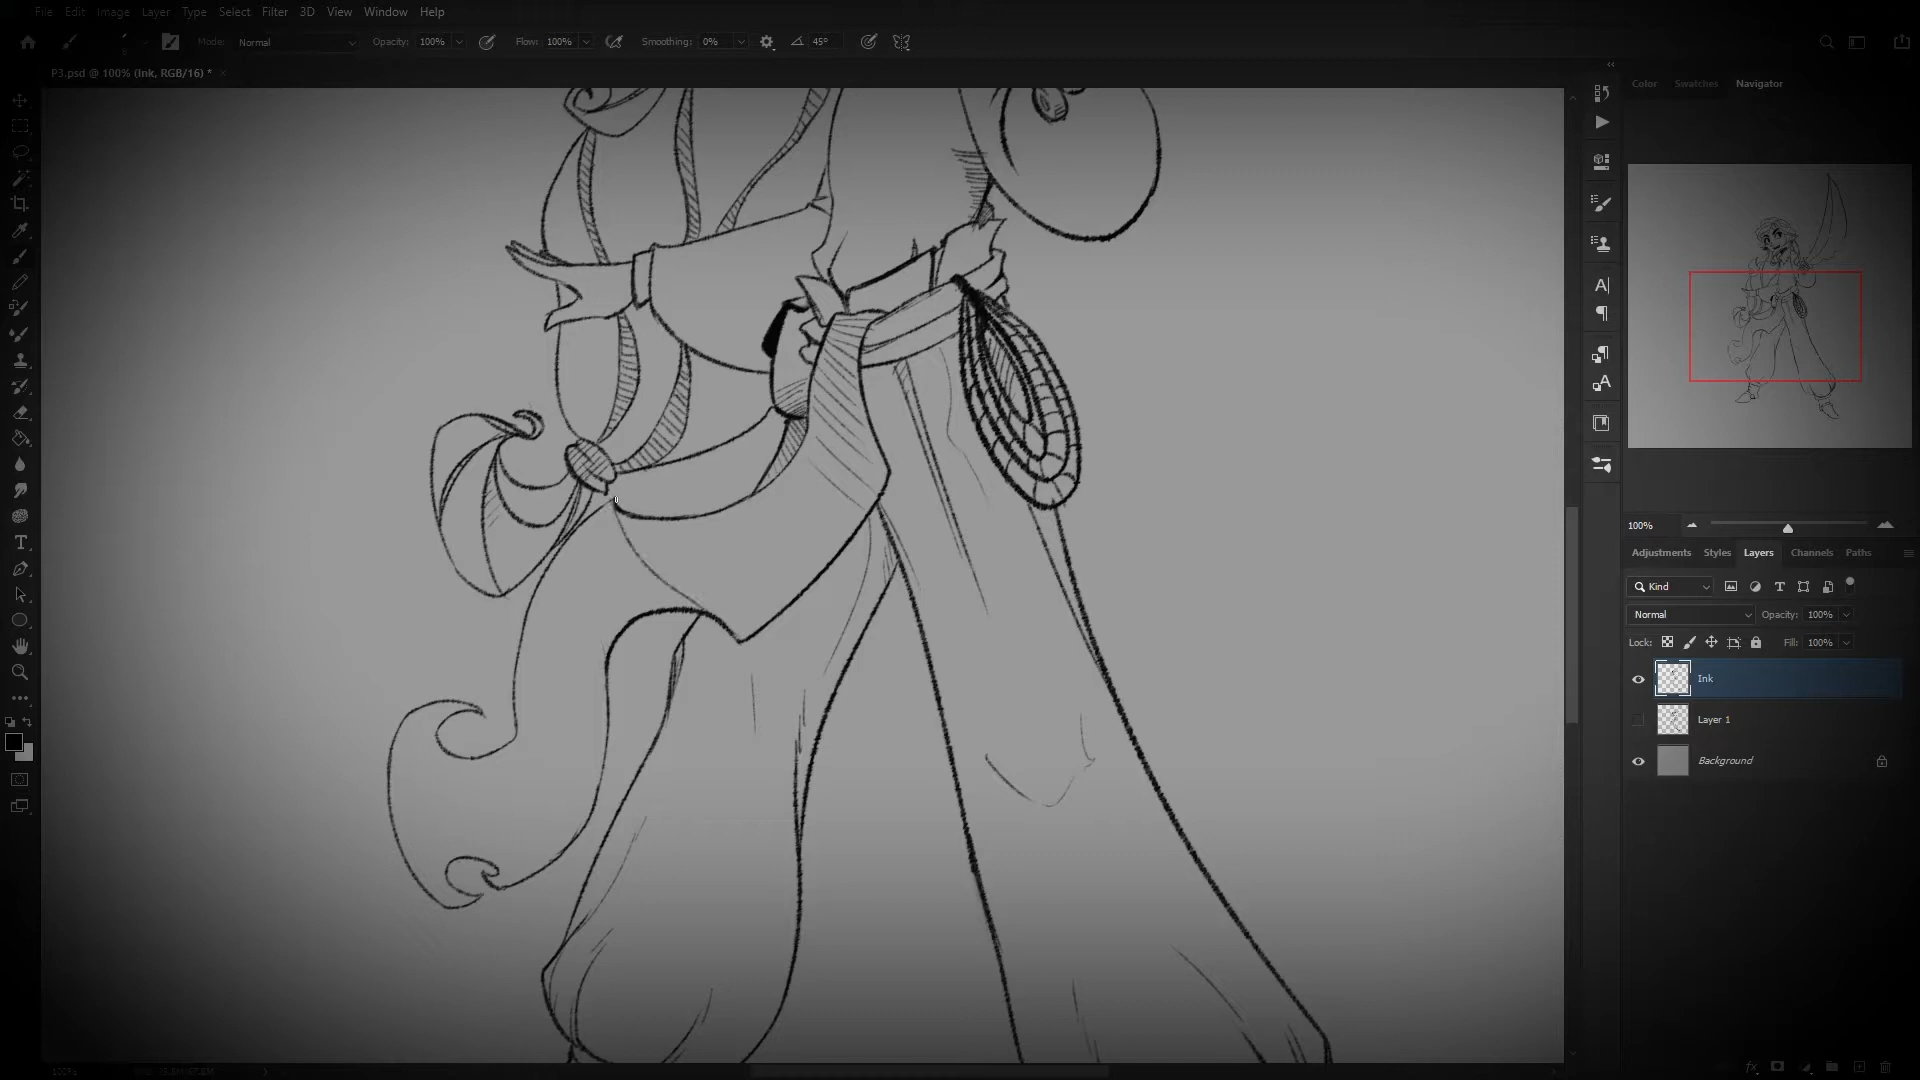 File Edit Image Layer Type Select Filter 3D View Window Help
Mode: Normal Opacity: 100% Flow: 100% Smoothing: 0% 45°
P3.psd @ 100% (Ink, RGB/16) * ×
Color Swatches Navigator
100%
Adjustments Styles Layers Channels Paths
Kind
Normal Opacity: 100%
Lock: Fill: 100%
Ink
Layer 1
Background
100%